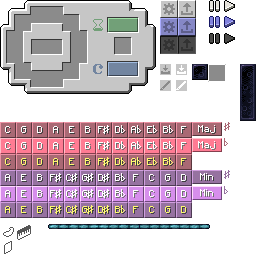 C
C G D A E B F# Db Ab Eb Bb F Maj #
C G D A E B F# Db Ab Eb Bb F Maj b
C G D A E B F# Db Ab Eb Bb F
A E B F# C# G# D# Bb F C G D Min #
A E B F# C# G# D# Bb F C G D Min b
A E B F# C# G# D# Bb F C G D